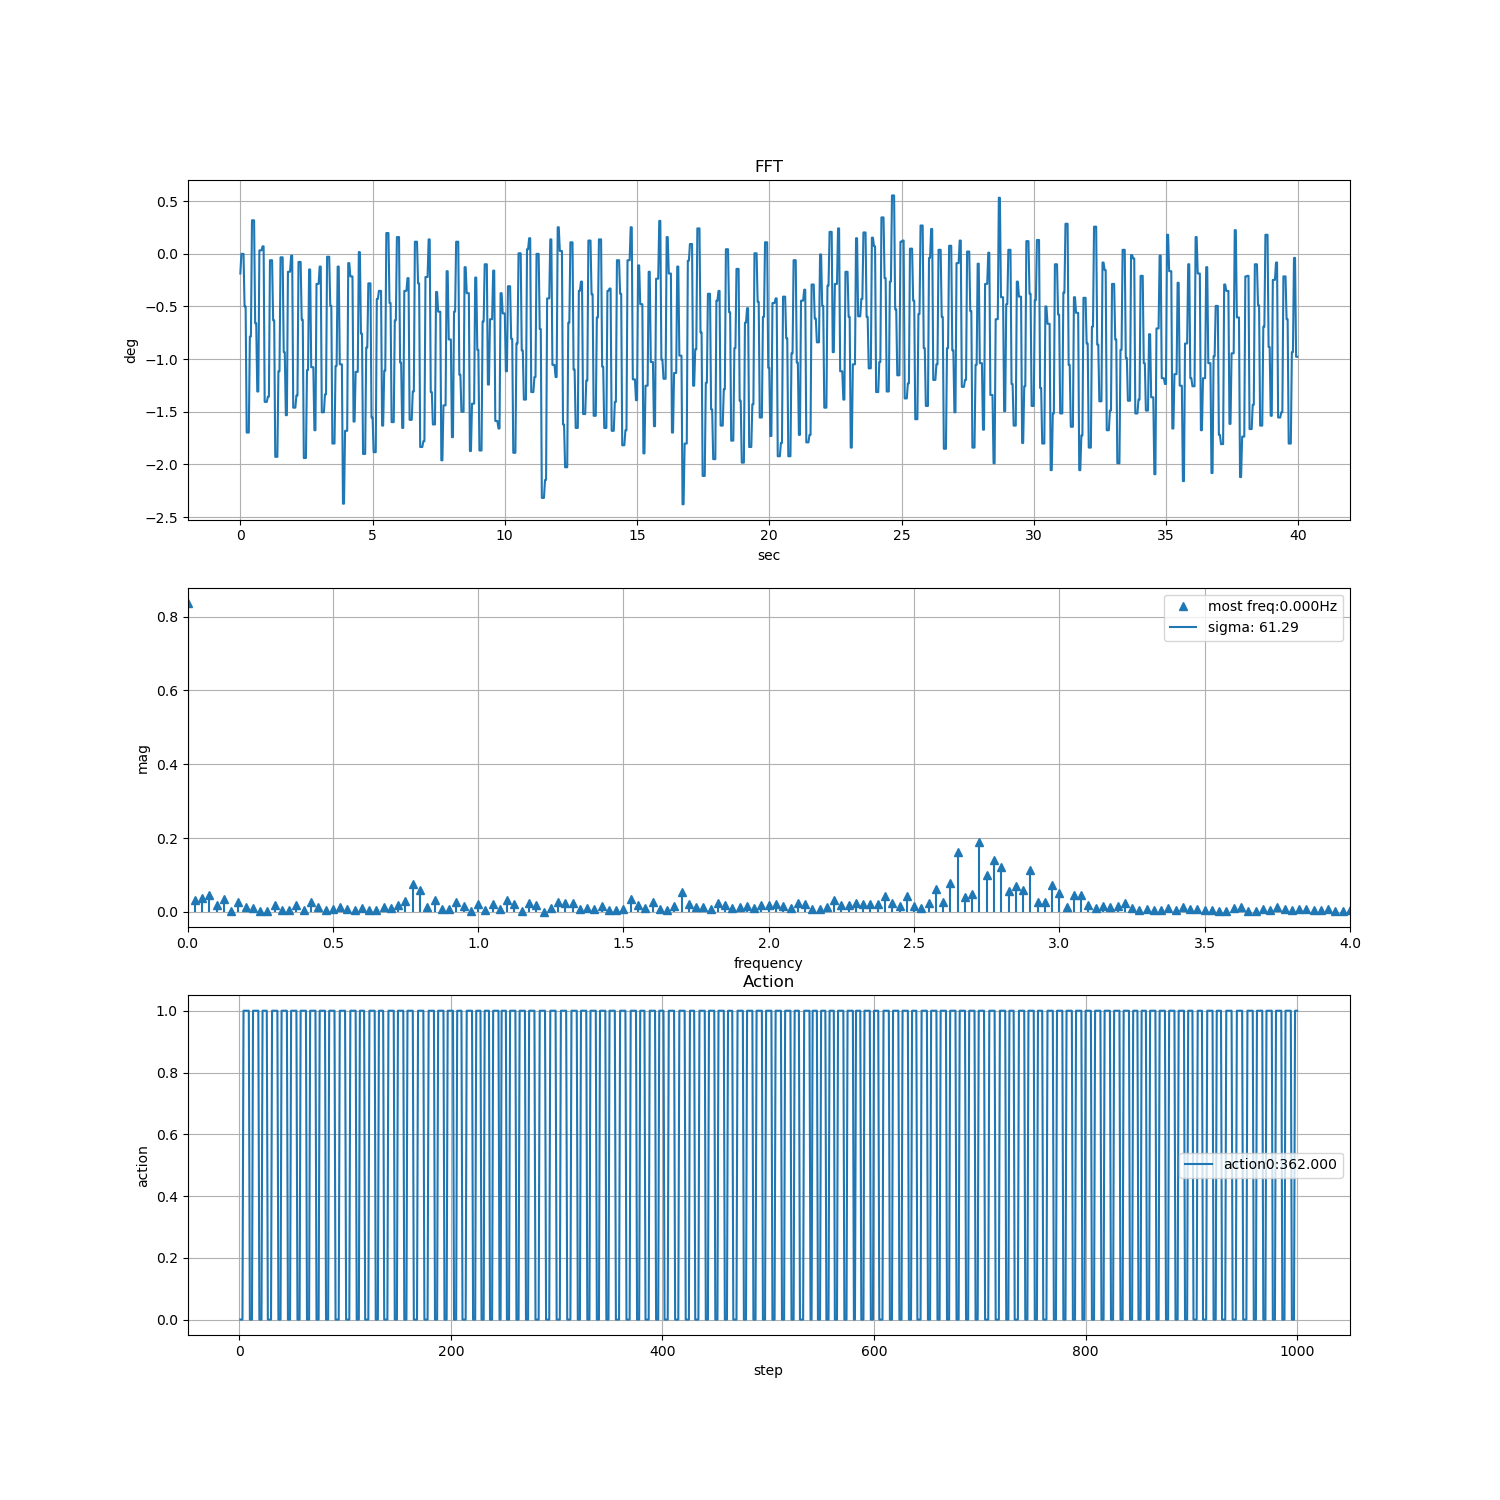 FFT
0.5
0.0
−0.5
−1.0
−1.5
−2.0
−2.5
deg
0 5 10 15 20 25 30 35 40
sec
most freq:0.000Hz
sigma: 61.29
0.8
0.6
0.4
0.2
0.0
mag
0.0 0.5 1.0 1.5 2.0 2.5 3.0 3.5 4.0
frequency
Action
1.0
0.8
0.6
0.4
0.2
0.0
action
action0:362.000
0 200 400 600 800 1000
step